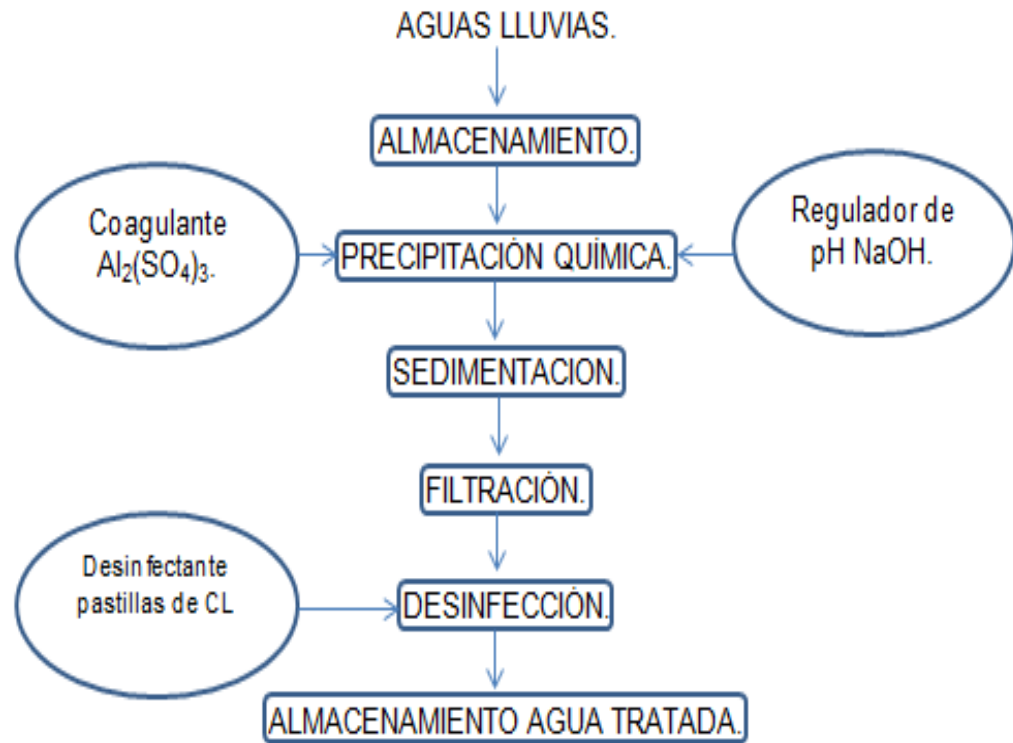 AGUAS LLUVIAS.
ALMACENAMIENTO.
Coagulante
Al₂(SO₄)₃.
PRECIPITACIÓN QUÍMICA.
Regulador de
pH NaOH.
SEDIMENTACION.
FILTRACIÓN.
Desinfectante
pastillas de CL
DESINFECCIÓN.
ALMACENAMIENTO AGUA TRATADA.